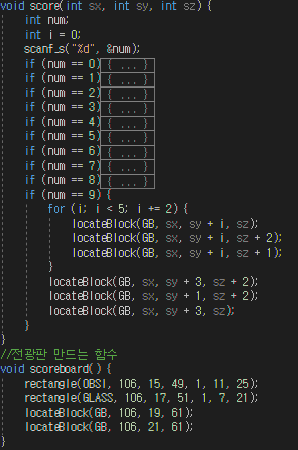 void score(int sx, int sy, int sz) {
    int num;
    int i = 0;
    scanf_s("%d", &num);
    if (num == 0) { ... }
    if (num == 1) { ... }
    if (num == 2) { ... }
    if (num == 3) { ... }
    if (num == 4) { ... }
    if (num == 5) { ... }
    if (num == 6) { ... }
    if (num == 7) { ... }
    if (num == 8) { ... }
    if (num == 9) {
        for (i; i < 5; i += 2) {
            locateBlock(GB, sx, sy + i, sz);
            locateBlock(GB, sx, sy + i, sz + 2);
            locateBlock(GB, sx, sy + i, sz + 1);
        }
        locateBlock(GB, sx, sy + 3, sz + 2);
        locateBlock(GB, sx, sy + 1, sz + 2);
        locateBlock(GB, sx, sy + 3, sz);
    }
}
//전광판 만드는 함수
void scoreboard() {
    rectangle(OBSI, 106, 15, 49, 1, 11, 25);
    rectangle(GLASS, 106, 17, 51, 1, 7, 21);
    locateBlock(GB, 106, 19, 61);
    locateBlock(GB, 106, 21, 61);
}